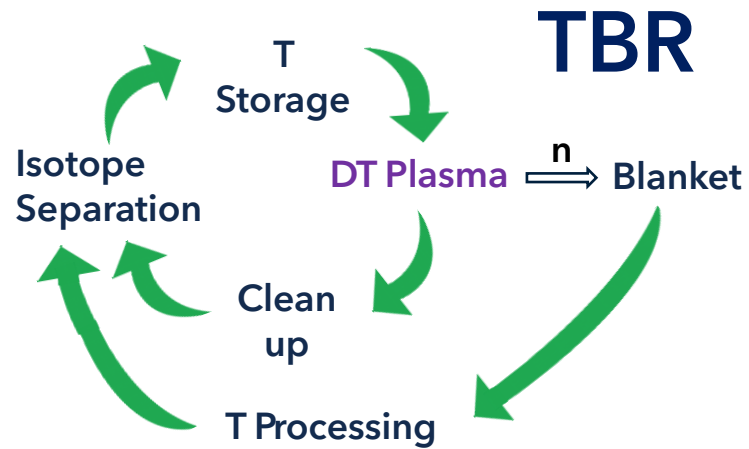 TBR
T
Storage
n
Isotope
Separation
DT Plasma
Blanket
Clean
up
T Processing